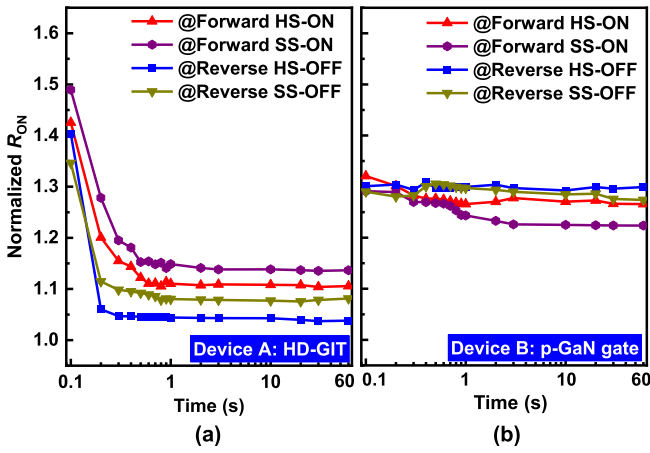 @Forward HS-ON
@Forward SS-ON
@Reverse HS-OFF
@Reverse SS-OFF
Normalized R_ON
1.6
1.5
1.4
1.3
1.2
1.1
1.0
Device A: HD-GIT
0.1 1 10 60
Time (s)
(a)
@Forward HS-ON
@Forward SS-ON
@Reverse HS-OFF
@Reverse SS-OFF
Device B: p-GaN gate
0.1 1 10 60
Time (s)
(b)